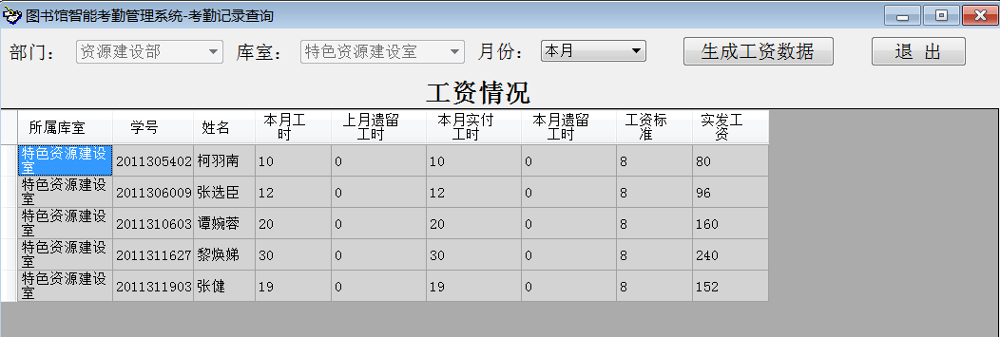 图书馆智能考勤管理系统-考勤记录查询
部门： 资源建设部 库室： 特色资源建设室 月份： 本月 生成工资数据 退 出
工资情况
所属库室 学号 姓名 本月工时 上月遗留工时 本月实付工时 本月遗留工时 工资标准 实发工资
特色资源建设室 2011305402 柯羽南 10 0 10 0 8 80
特色资源建设室 2011306009 张选臣 12 0 12 0 8 96
特色资源建设室 2011310603 谭婉蓉 20 0 20 0 8 160
特色资源建设室 2011311627 黎焕娣 30 0 30 0 8 240
特色资源建设室 2011311903 张健 19 0 19 0 8 152